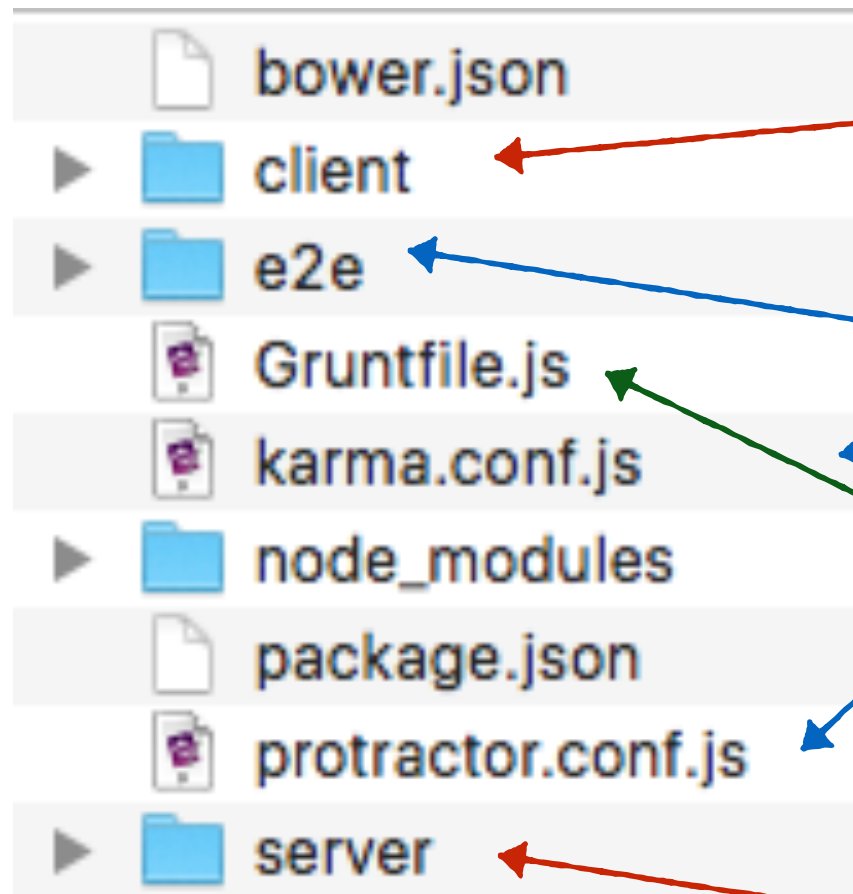 bower.json
client
e2e
Gruntfile.js
karma.conf.js
node_modules
package.json
protractor.conf.js
server